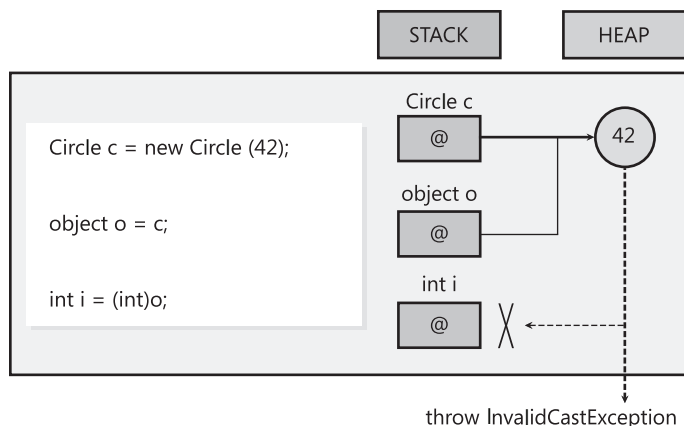 STACK
HEAP
Circle c = new Circle (42);
object o = c;
int i = (int)o;
Circle c
@
42
object o
@
int i
@
throw InvalidCastException